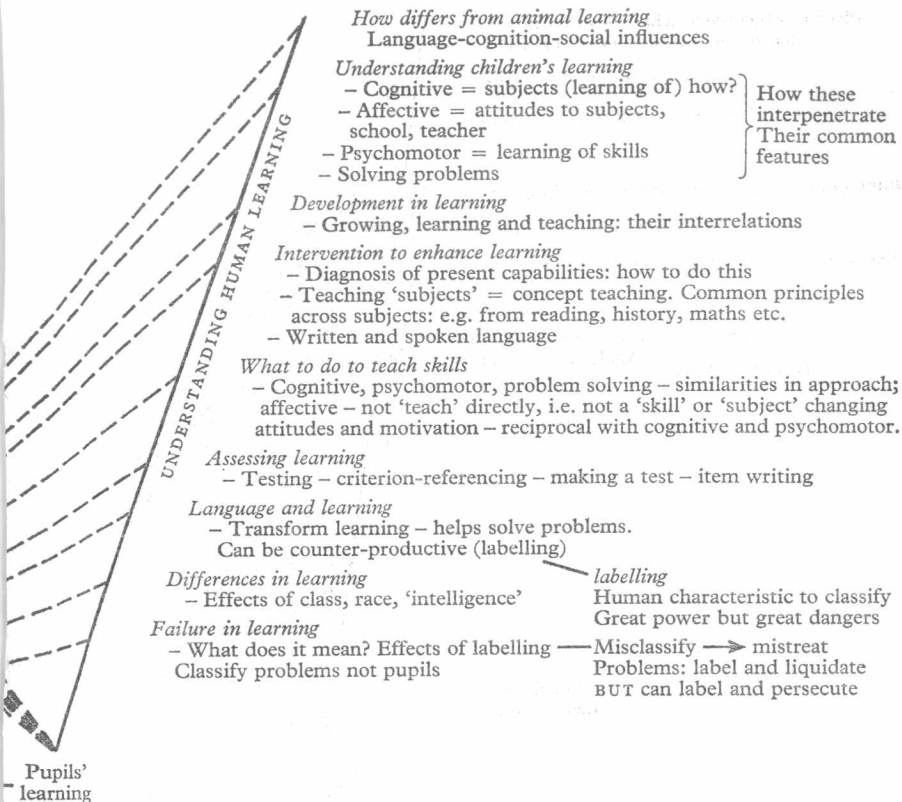 How differs from animal learning
Language-cognition-social influences
Understanding children's learning
– Cognitive = subjects (learning of) how?
– Affective = attitudes to subjects,
school, teacher
– Psychomotor = learning of skills
– Solving problems
How these
interpenetrate
Their common
features
UNDERSTANDING HUMAN LEARNING
Development in learning
– Growing, learning and teaching: their interrelations
Intervention to enhance learning
– Diagnosis of present capabilities: how to do this
– Teaching 'subjects' = concept teaching. Common principles
across subjects: e.g. from reading, history, maths etc.
– Written and spoken language
What to do to teach skills
– Cognitive, psychomotor, problem solving – similarities in approach;
affective – not 'teach' directly, i.e. not a 'skill' or 'subject' changing
attitudes and motivation – reciprocal with cognitive and psychomotor.
Assessing learning
– Testing – criterion-referencing – making a test – item writing
Language and learning
– Transform learning – helps solve problems.
Can be counter-productive (labelling)
Differences in learning
– Effects of class, race, 'intelligence'
labelling
Human characteristic to classify
Great power but great dangers
Failure in learning
– What does it mean? Effects of labelling — Misclassify → mistreat
Classify problems not pupils
Problems: label and liquidate
BUT can label and persecute
Pupils'
learning